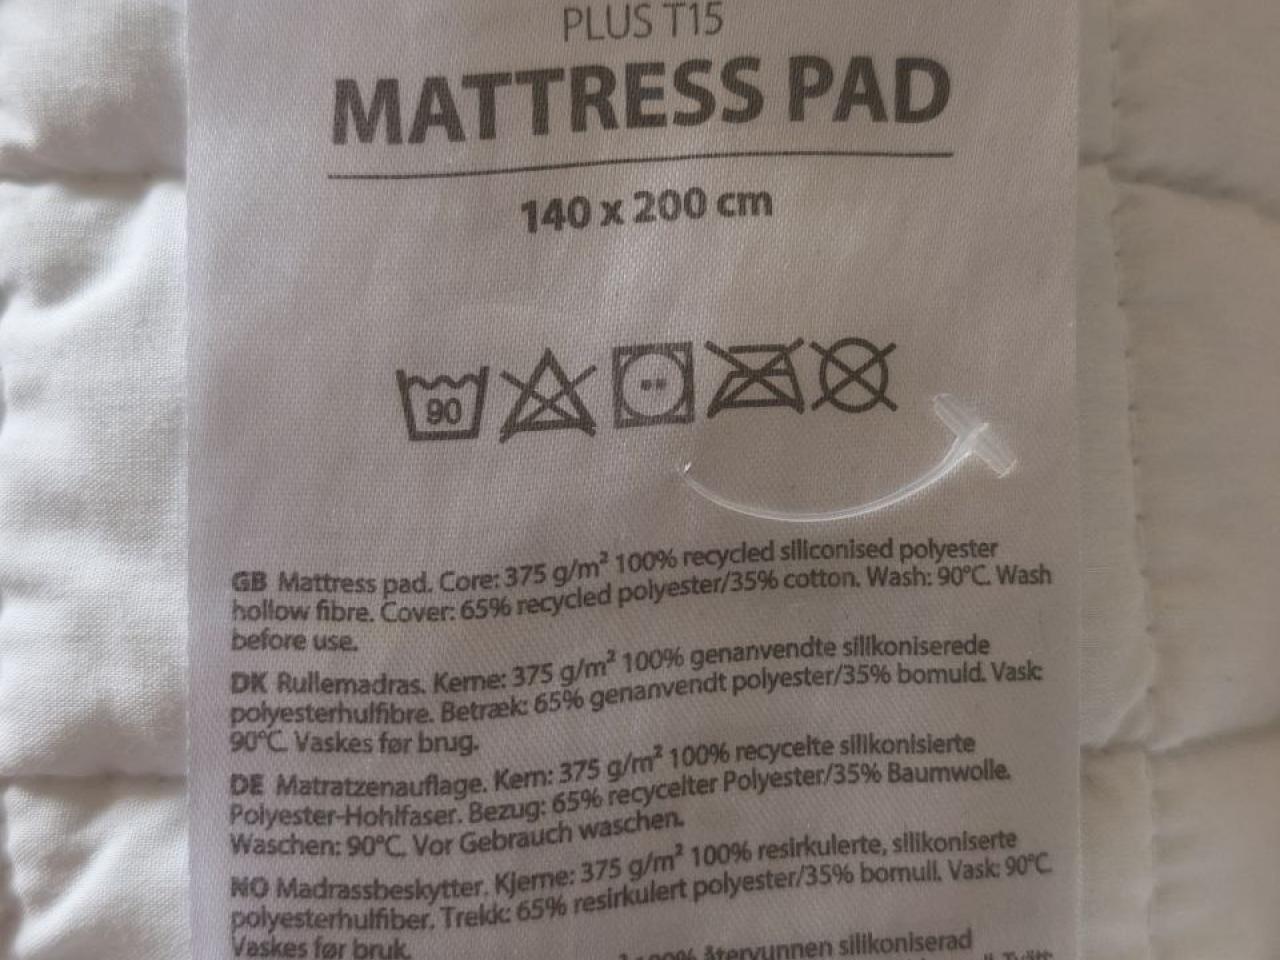 PLUS T15
MATTRESS PAD
140 x 200 cm
90
GB Mattress pad. Core: 375 g/m² 100% recycled siliconised polyester
hollow fibre. Cover: 65% recycled polyester/35% cotton. Wash: 90°C. Wash
before use.
DK Rullemadras. Kerne: 375 g/m² 100% genanvendte silikoniserede
polyesterhulfibre. Betræk: 65% genanvendt polyester/35% bomuld. Vask:
90°C. Vaskes før brug.
DE Matratzenauflage. Kern: 375 g/m² 100% recycelte silikonisierte
Polyester-Hohlfaser. Bezug: 65% recycelter Polyester/35% Baumwolle.
Waschen: 90°C. Vor Gebrauch waschen.
NO Madrassbeskytter. Kjerne: 375 g/m² 100% resirkulerte, silikoniserte
polyesterhulfiber. Trekk: 65% resirkulert polyester/35% bomull. Vask: 90°C.
Vaskes før bruk.
100% återvunnen silikoniserad